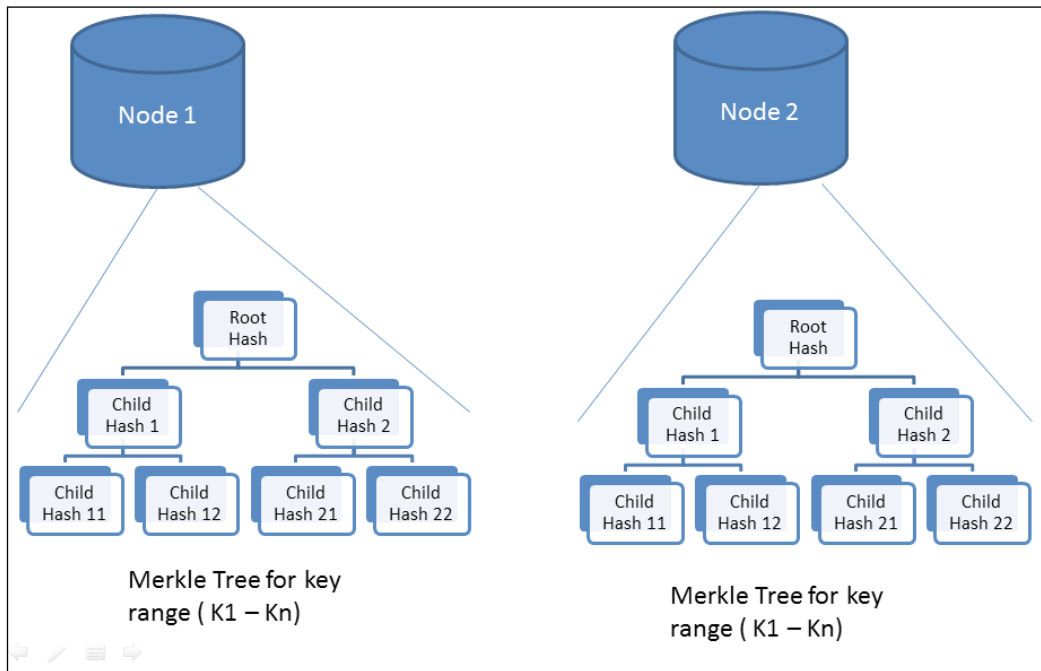 Node 1
Root
Hash
Child
Hash 1
Child
Hash 2
Child
Hash 11
Child
Hash 12
Child
Hash 21
Child
Hash 22
Merkle Tree for key
range ( K1 – Kn)
Node 2
Root
Hash
Child
Hash 1
Child
Hash 2
Child
Hash 11
Child
Hash 12
Child
Hash 21
Child
Hash 22
Merkle Tree for key
range ( K1 – Kn)